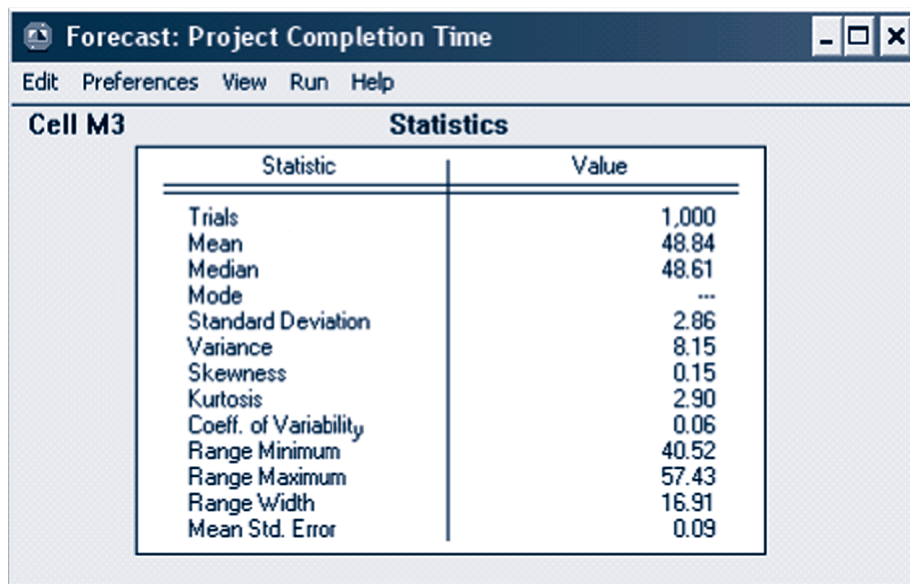 Forecast: Project Completion Time
Edit Preferences View Run Help
Cell M3 Statistics
Statistic Value
Trials 1,000
Mean 48.84
Median 48.61
Mode ---
Standard Deviation 2.86
Variance 8.15
Skewness 0.15
Kurtosis 2.90
Coeff. of Variability 0.06
Range Minimum 40.52
Range Maximum 57.43
Range Width 16.91
Mean Std. Error 0.09